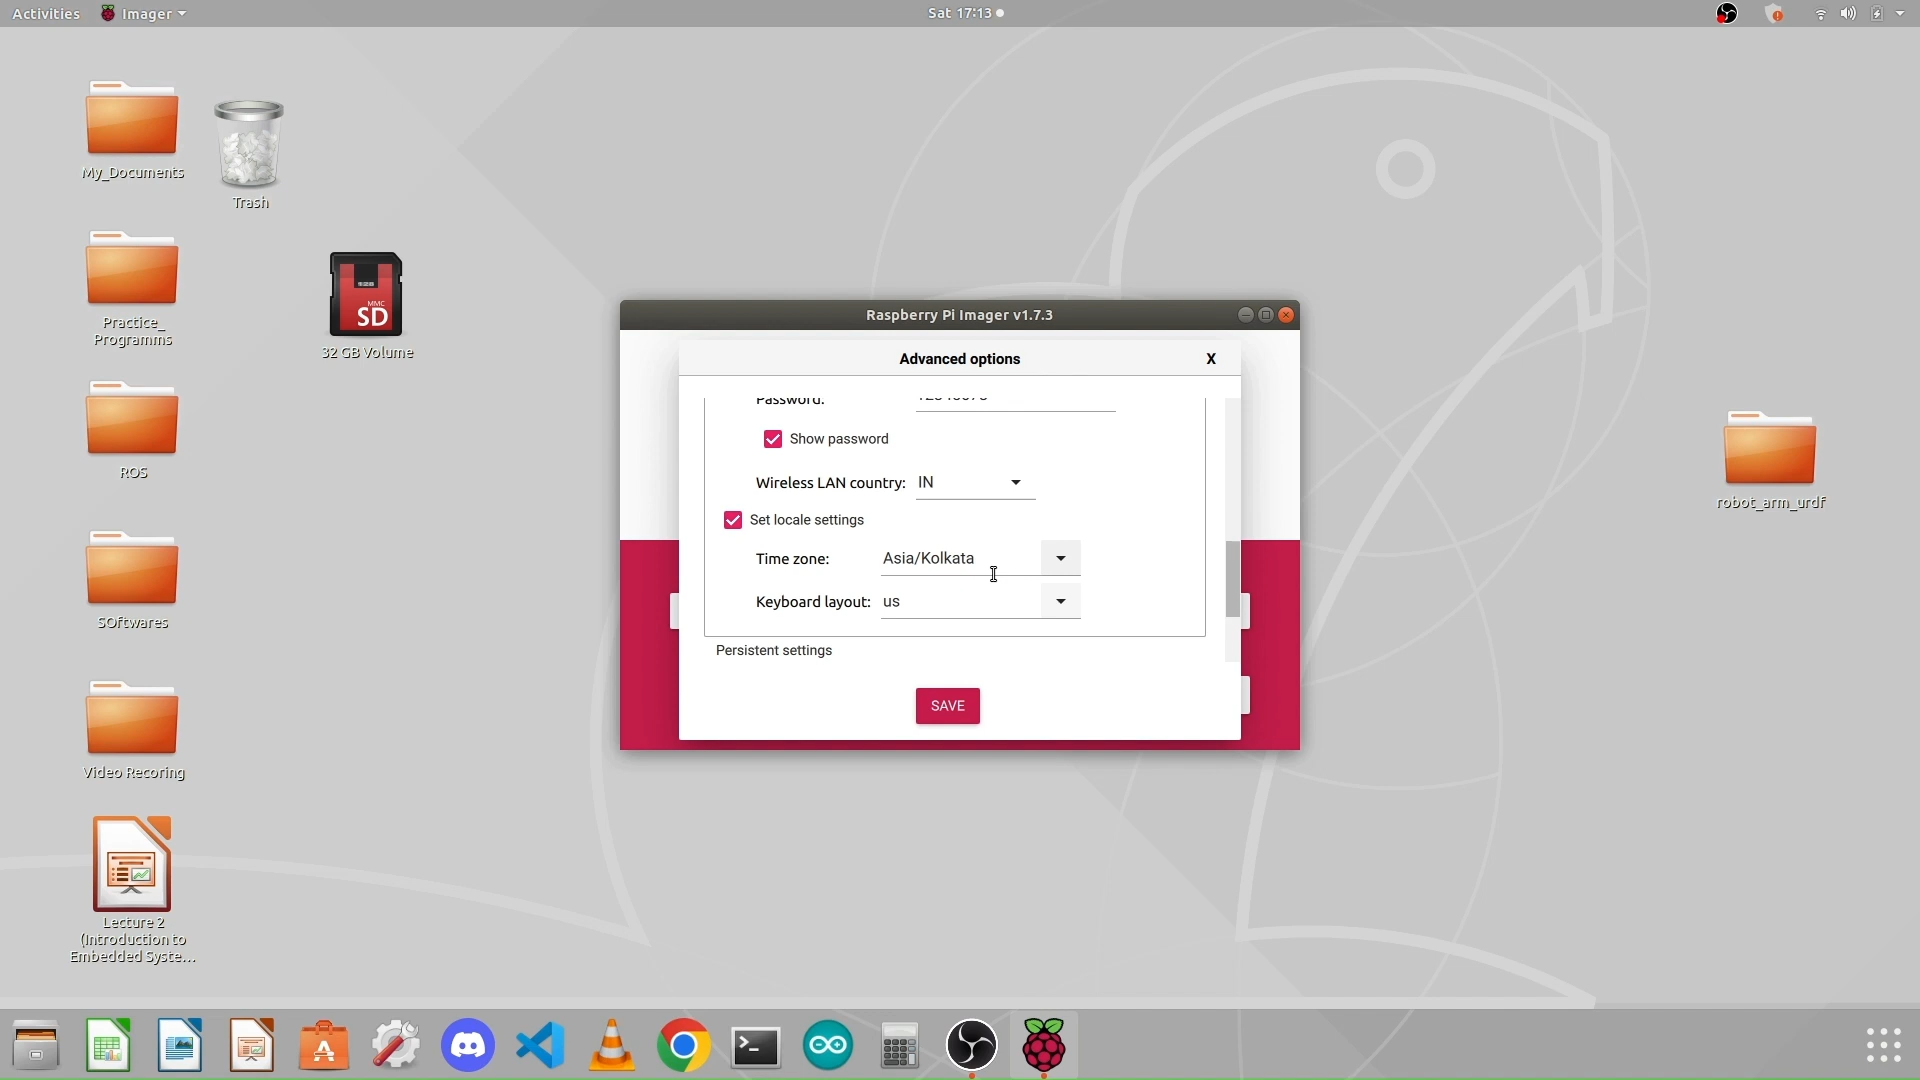 Activities
Imager
Sat 17:13
My_Documents
Trash
Practice_
Programms
MMC
SD
32 GB Volume
ROS
SOftwares
Video Recoring
Lecture 2
(Introduction to
Embedded Syste...
robot_arm_urdf
Raspberry Pi Imager v1.7.3
Advanced options
X
Password:
Show password
Wireless LAN country: IN
Set locale settings
Time zone: Asia/Kolkata
Keyboard layout: us
Persistent settings
SAVE